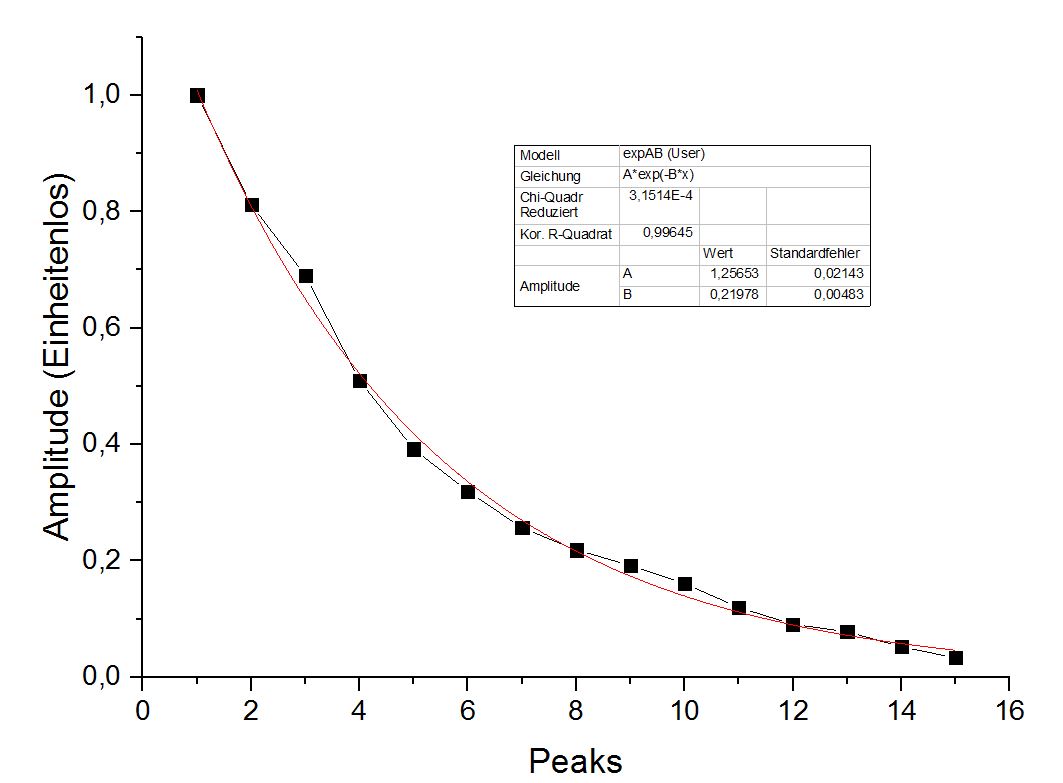 1,0
0,8
0,6
0,4
0,2
0,0
Amplitude (Einheitenlos)
Modell expAB (User)
Gleichung A*exp(-B*x)
Chi-Quadr
Reduziert 3,1514E-4
Kor. R-Quadrat 0,99645
Wert Standardfehler
Amplitude
A 1,25653 0,02143
B 0,21978 0,00483
0 2 4 6 8 10 12 14 16
Peaks